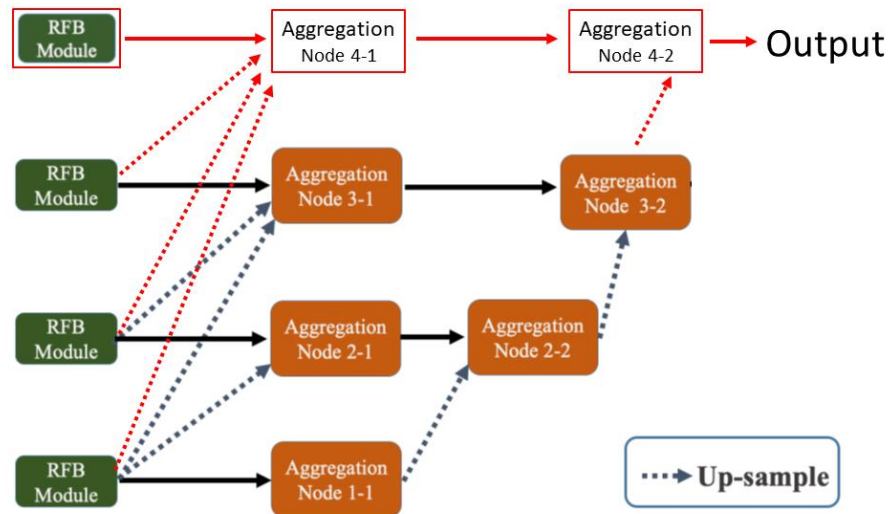 RFB
Module
Aggregation
Node 4-1
Aggregation
Node 4-2
Output
RFB
Module
Aggregation
Node 3-1
Aggregation
Node 3-2
RFB
Module
Aggregation
Node 2-1
Aggregation
Node 2-2
RFB
Module
Aggregation
Node 1-1
Up-sample